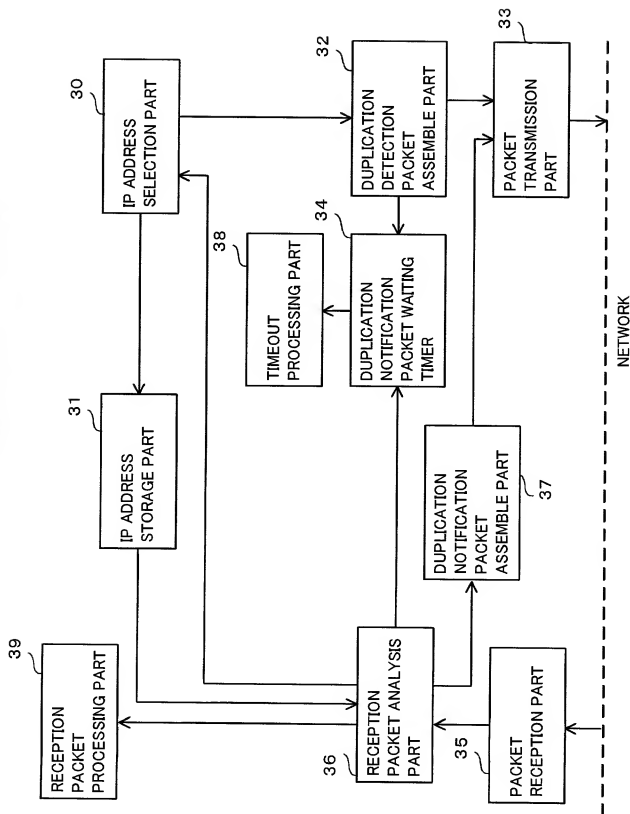 39
RECEPTION
PACKET
PROCESSING PART
31
IP ADDRESS
STORAGE PART
30
IP ADDRESS
SELECTION PART
38
TIMEOUT
PROCESSING PART
36
RECEPTION
PACKET ANALYSIS
PART
34
DUPLICATION
NOTIFICATION
PACKET WAITING
TIMER
32
DUPLICATION
DETECTION
PACKET
ASSEMBLE PART
35
PACKET
RECEPTION PART
37
DUPLICATION
NOTIFICATION
PACKET
ASSEMBLE PART
33
PACKET
TRANSMISSION
PART
NETWORK